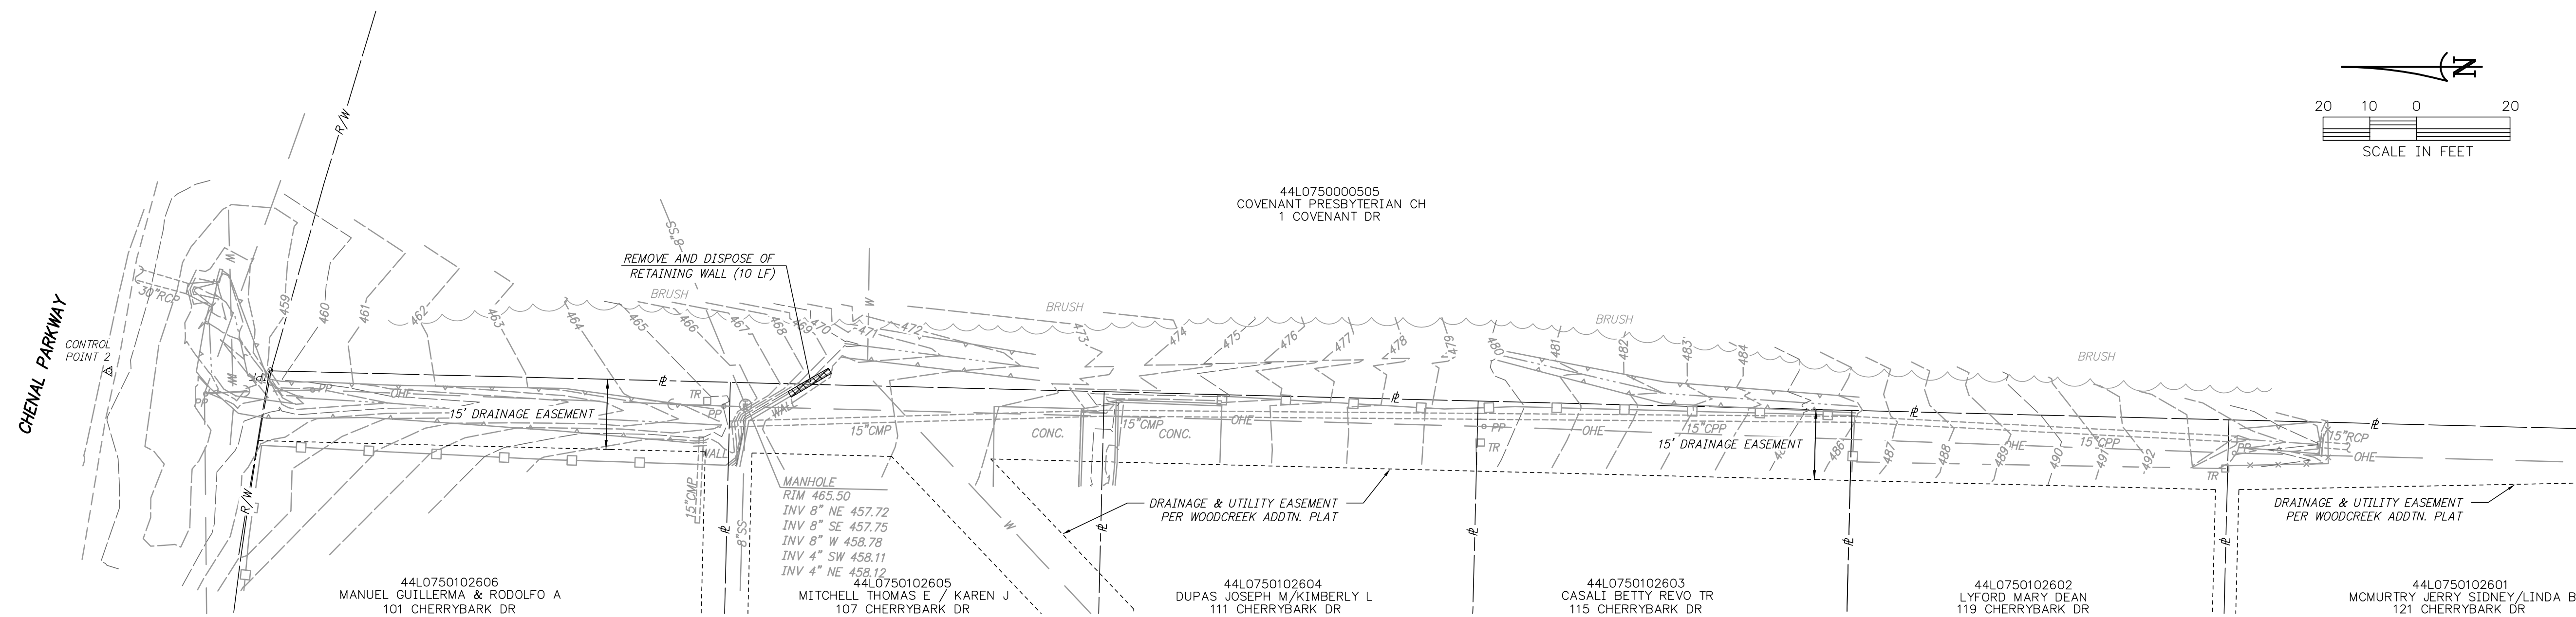 CHENAL PARKWAY
CONTROL
POINT 2
R/W
R/W
30"RCP
W
W
459
460
461
462
463
464
465
466
467
468
469
470
471
472
473
474
475
476
477
478
479
480
481
482
483
484
486
487
488
489
490
491
492
8"SS
REMOVE AND DISPOSE OF
RETAINING WALL (10 LF)
BRUSH
BRUSH
BRUSH
BRUSH
W
44L0750000505
COVENANT PRESBYTERIAN CH
1 COVENANT DR
N
20 10 0 20
SCALE IN FEET
PP
PP
OHE
15' DRAINAGE EASEMENT
TR
PP
WALL
WALL
15"CMP
8"SS
15"CMP
CONC.
15"CMP
CONC.
OHE
PP
TR
OHE
15"CPP
15' DRAINAGE EASEMENT
OHE
15"CPP
TR
PP
15"RCP
OHE
MANHOLE
RIM 465.50
INV 8" NE 457.72
INV 8" SE 457.75
INV 8" W 458.78
INV 4" SW 458.11
INV 4" NE 458.12
W
DRAINAGE & UTILITY EASEMENT
PER WOODCREEK ADDTN. PLAT
DRAINAGE & UTILITY EASEMENT
PER WOODCREEK ADDTN. PLAT
44L0750102606
MANUEL GUILLERMA & RODOLFO A
101 CHERRYBARK DR
44L0750102605
MITCHELL THOMAS E / KAREN J
107 CHERRYBARK DR
44L0750102604
DUPAS JOSEPH M/KIMBERLY L
111 CHERRYBARK DR
44L0750102603
CASALI BETTY REVO TR
115 CHERRYBARK DR
44L0750102602
LYFORD MARY DEAN
119 CHERRYBARK DR
44L0750102601
MCMURTRY JERRY SIDNEY/LINDA B
121 CHERRYBARK DR